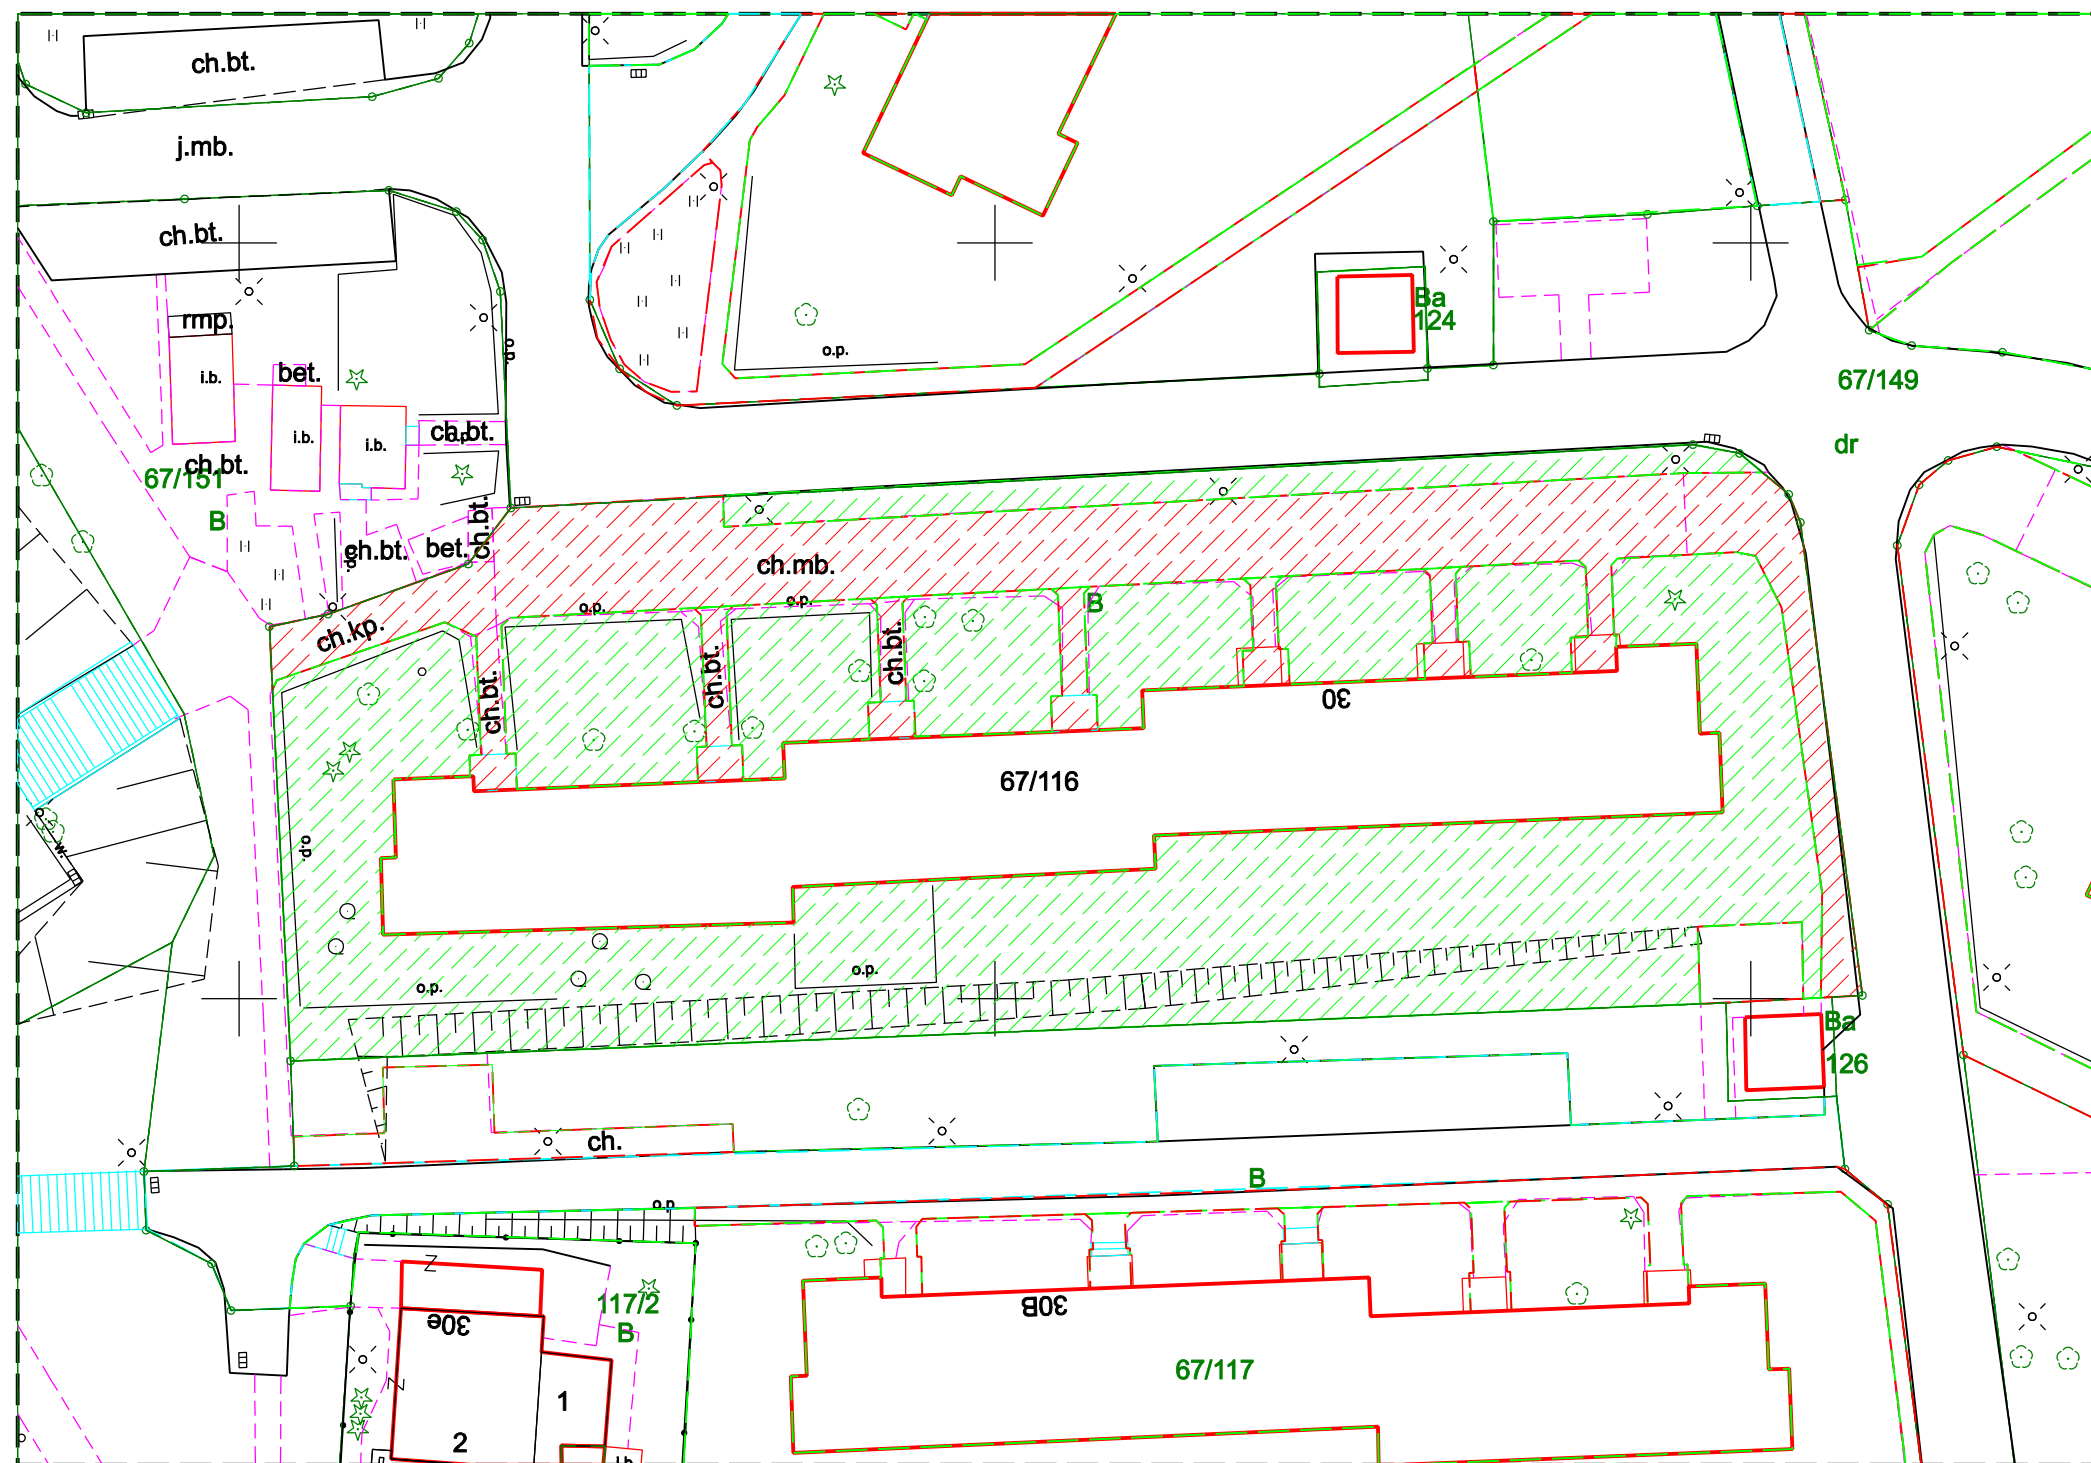 ch.bt.
j.mb.
ch.bt.
rmp.
i.b.
bet.
i.b.
i.b.
o.p.
ch.bt.
o.p.
ch.bt.
67/151
B
ch.bt.
ch.bt.
bet.
o.p.
ch.kp.
o.p.
Ba
124
67/149
dr
ch.mb.
o.p.
o.p.
B
ch.bt.
ch.bt.
ch.bt.
30
67/116
o.p.
w.
o.p.
o.p.
Ba
126
ch.
B
o.p
30e
117/2
B
30B
67/117
1
2